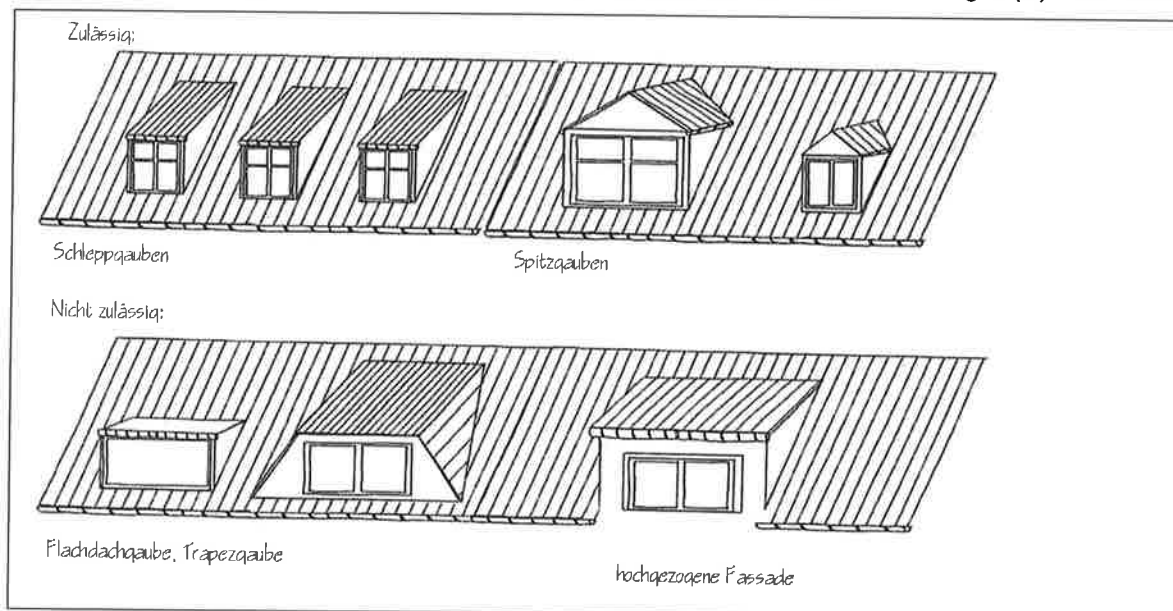 Zulässig:
Schleppgauben
Spitzgauben
Nicht zulässig:
Flachdachgaube, Trapezgaube
hochgezogene Fassade